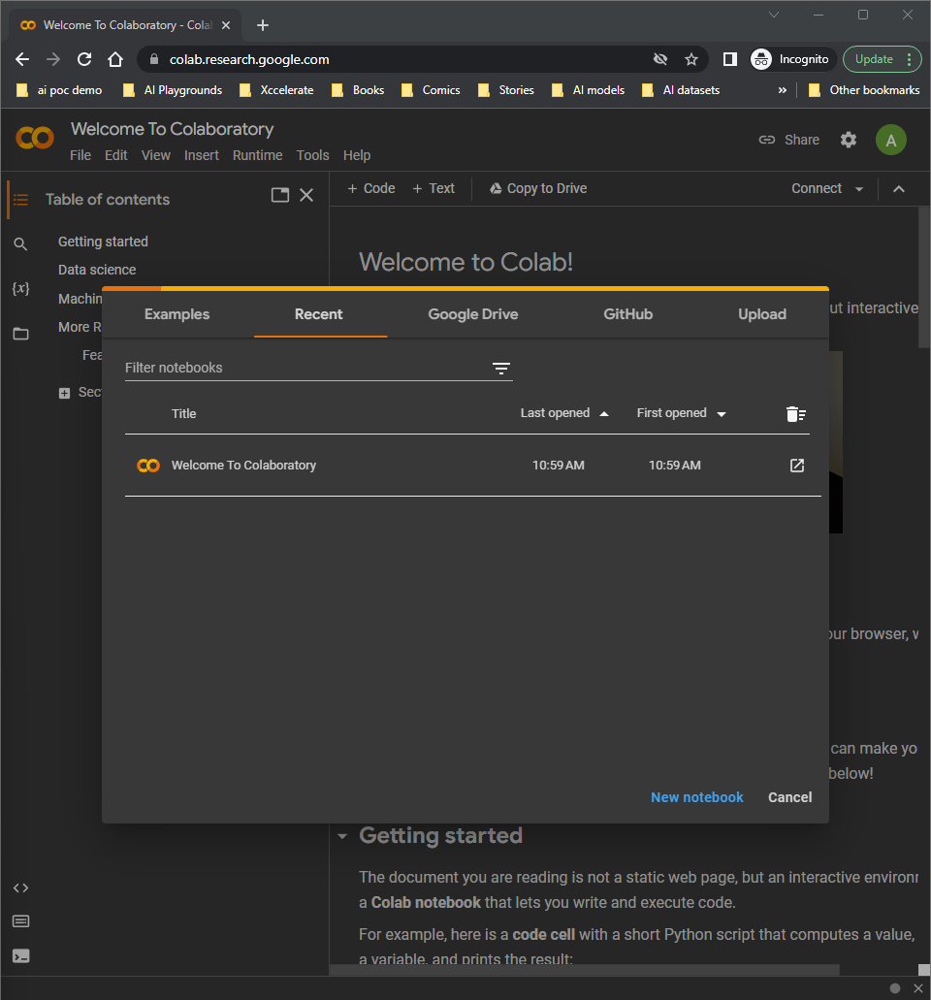 Welcome To Colaboratory - Cola
colab.research.google.com
Incognito
Update
ai poc demo
AI Playgrounds
Xccelerate
Books
Comics
Stories
AI models
AI datasets
»
Other bookmarks
Welcome To Colaboratory
File Edit View Insert Runtime Tools Help
Share
A
Table of contents
+ Code + Text
Copy to Drive
Connect
Getting started
Data science
Machin
More R
Fea
Sec
{x}
Welcome to Colab!
ut interactive
Examples Recent Google Drive GitHub Upload
Filter notebooks
Title Last opened First opened
Welcome To Colaboratory 10:59 AM 10:59 AM
our browser, w
can make yo
below!
New notebook Cancel
Getting started
The document you are reading is not a static web page, but an interactive environr
a Colab notebook that lets you write and execute code.
For example, here is a code cell with a short Python script that computes a value,
a variable, and prints the result: